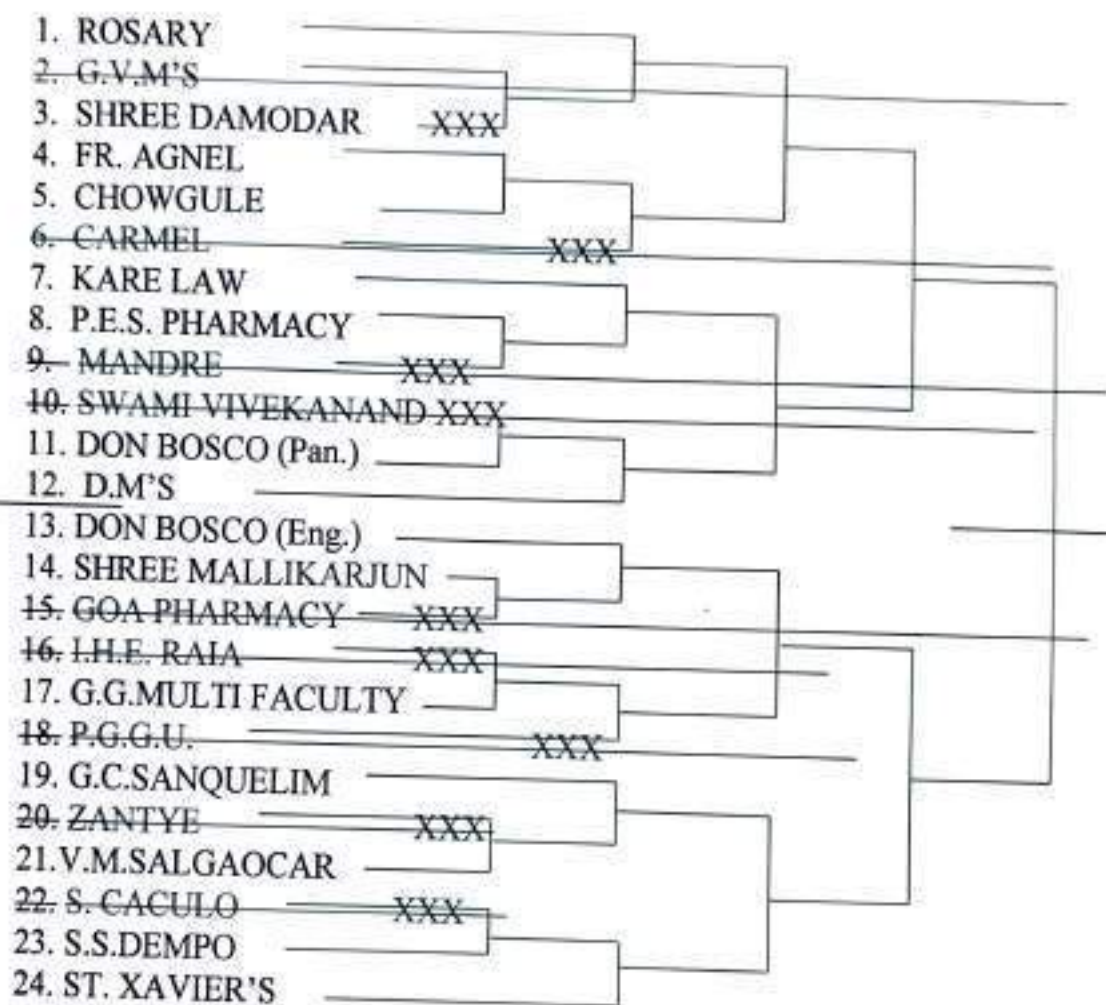 1. ROSARY
2. G.V.M'S
3. SHREE DAMODAR XXX
4. FR. AGNEL
5. CHOWGULE
6. CARMEL XXX
7. KARE LAW
8. P.E.S. PHARMACY
9. MANDRE XXX
10. SWAMI VIVEKANAND XXX
11. DON BOSCO (Pan.)
12. D.M'S
13. DON BOSCO (Eng.)
14. SHREE MALLIKARJUN
15. GOA PHARMACY XXX
16. I.H.E. RAIA XXX
17. G.G.MULTI FACULTY
18. P.G.G.U. XXX
19. G.C.SANQUELIM
20. ZANTYE XXX
21.V.M.SALGAOCAR
22. S. CACULO XXX
23. S.S.DEMPO
24. ST. XAVIER'S